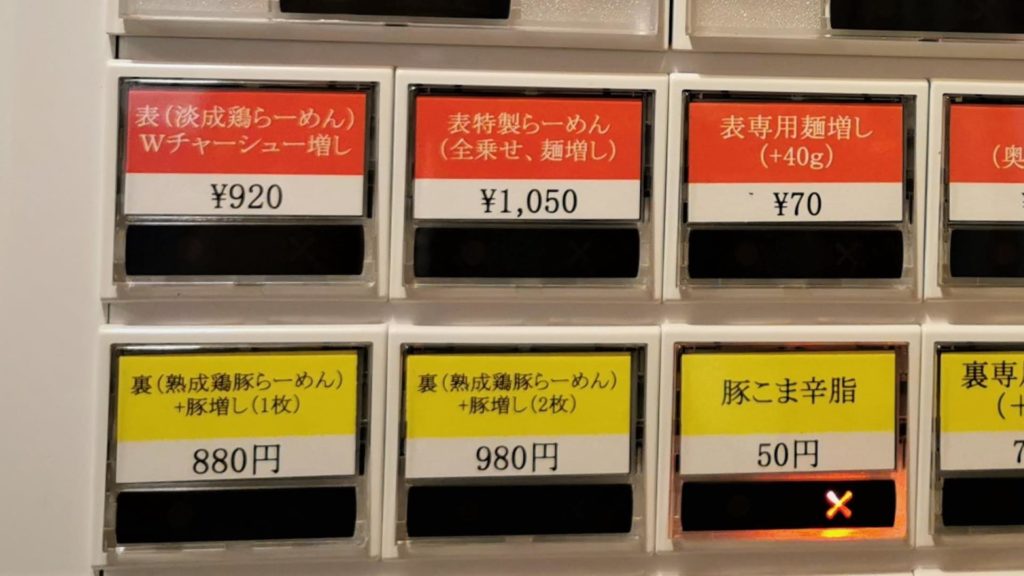 表(淡成鶏らーめん)
Wチャーシュー増し
¥920
表特製らーめん
(全乗せ、麺増し)
¥1,050
表専用麺増し
(+40g)
¥70
(奥
裏(熟成鶏豚らーめん)
+豚増し(1枚)
880円
裏(熟成鶏豚らーめん)
+豚増し(2枚)
980円
豚こま辛脂
50円
裏専
(+
7